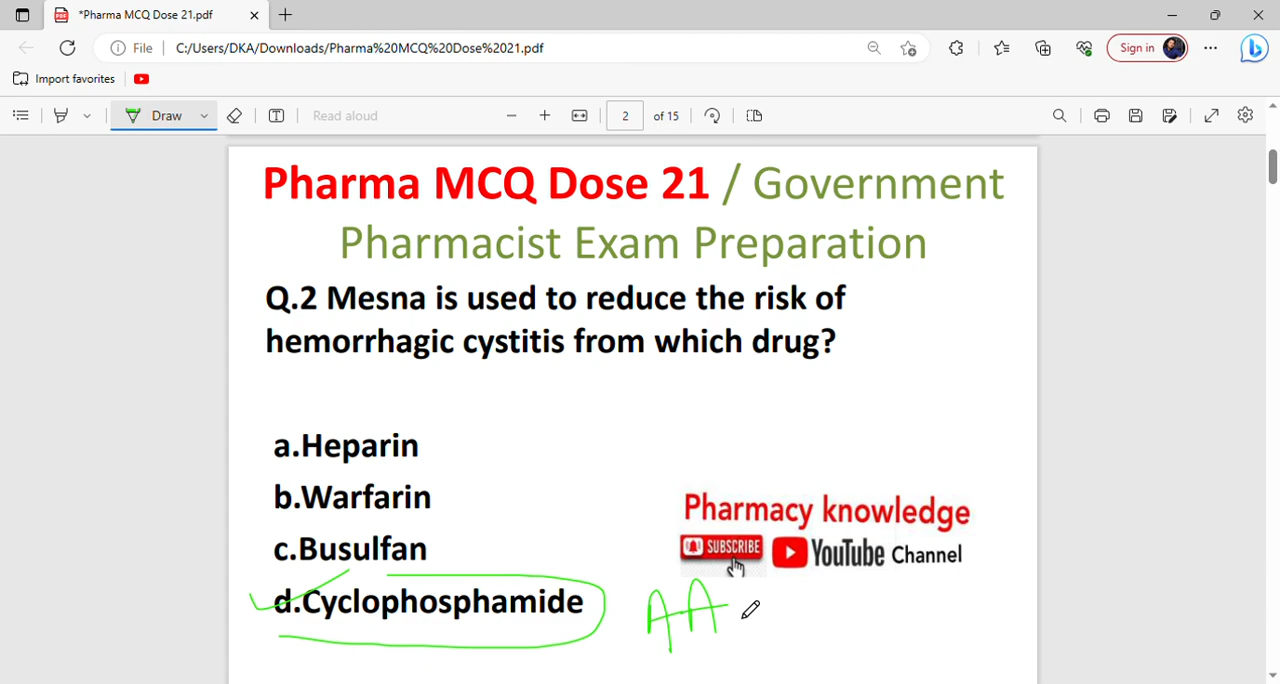 *Pharma MCQ Dose 21.pdf
File C:/Users/DKA/Downloads/Pharma%20MCQ%20Dose%2021.pdf Sign in
Import favorites
Draw Read aloud 2 of 15
Pharma MCQ Dose 21 / Government
Pharmacist Exam Preparation
Q.2 Mesna is used to reduce the risk of
hemorrhagic cystitis from which drug?
a.Heparin
b.Warfarin
c.Busulfan
d.Cyclophosphamide
Pharmacy knowledge
SUBSCRIBE YouTube Channel
AA